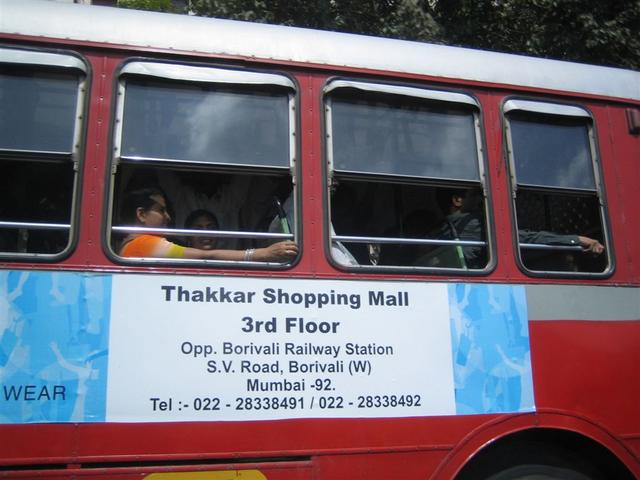 Thakkar Shopping Mall
3rd Floor
Opp. Borivali Railway Station
S.V. Road, Borivali (W)
Mumbai -92.
Tel :- 022 - 28338491 / 022 - 28338492
WEAR